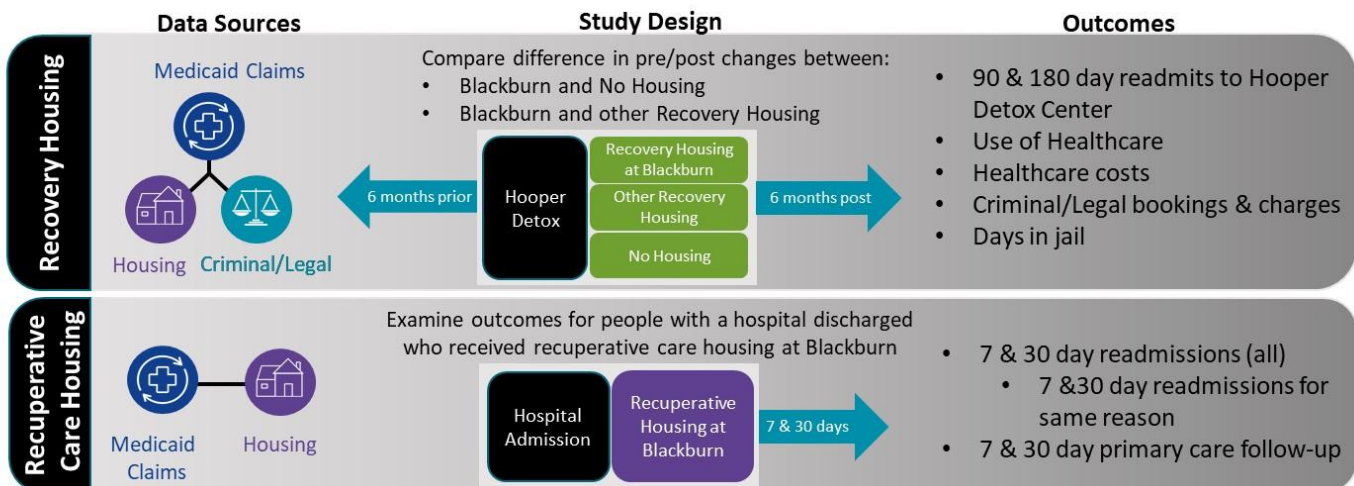 Data Sources
Study Design
Outcomes
Recovery Housing
Medicaid Claims
Housing
Criminal/Legal
Compare difference in pre/post changes between:
• Blackburn and No Housing
• Blackburn and other Recovery Housing
6 months prior
Hooper
Detox
Recovery Housing
at Blackburn
Other Recovery
Housing
No Housing
6 months post
• 90 & 180 day readmits to Hooper
Detox Center
• Use of Healthcare
• Healthcare costs
• Criminal/Legal bookings & charges
• Days in jail
Recuperative
Care Housing
Medicaid
Claims
Housing
Examine outcomes for people with a hospital discharged
who received recuperative care housing at Blackburn
Hospital
Admission
Recuperative
Housing at
Blackburn
7 & 30 days
• 7 & 30 day readmissions (all)
• 7 &30 day readmissions for
same reason
• 7 & 30 day primary care follow-up